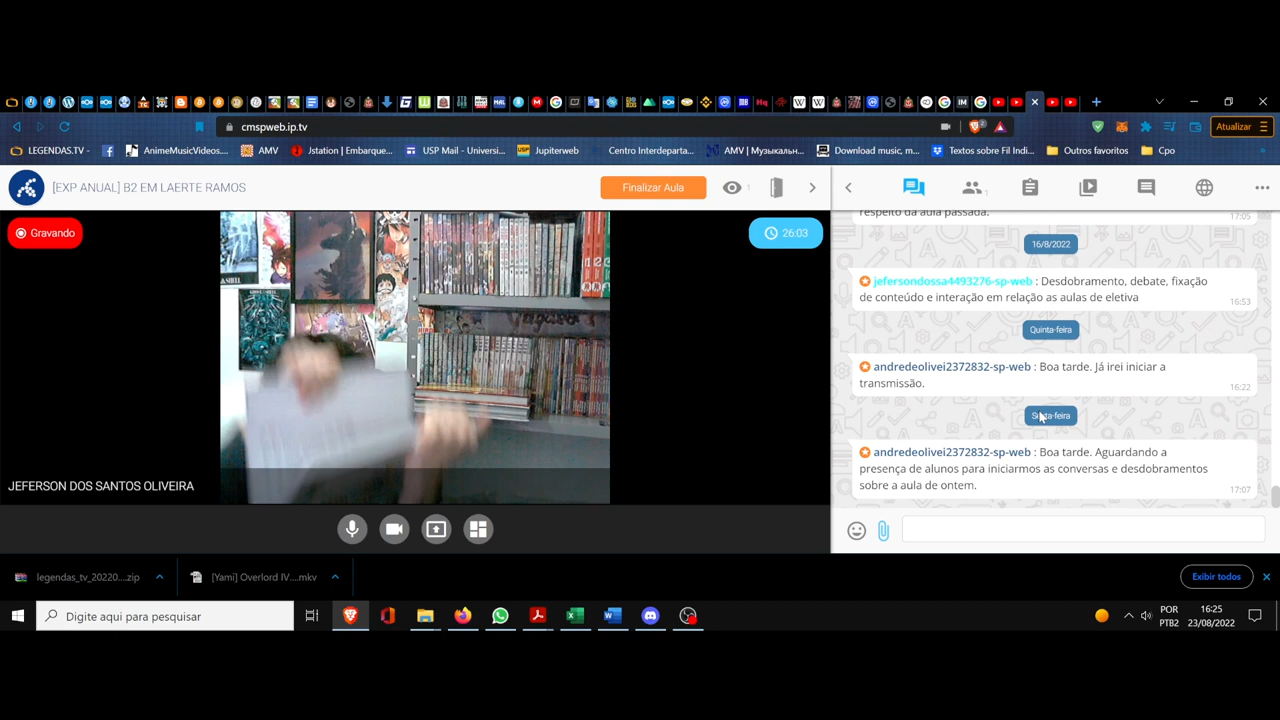 cmspweb.ip.tv
2
Atualizar
LEGENDAS.TV -
AnimeMusicVideos...
AMV
Jstation | Embarque...
USP Mail - Universi...
Jupiterweb
Centro Interdeparta...
AMV | Музыкальн...
Download music, m...
Textos sobre Fil Indi...
Outros favoritos
Cpo
[EXP ANUAL] B2 EM LAERTE RAMOS
Finalizar Aula
1
1
Gravando
26:03
JEFERSON DOS SANTOS OLIVEIRA
respeito da aula passada.
17:05
16/8/2022
jefersondossa4493276-sp-web : Desdobramento, debate, fixação
de conteúdo e interação em relação as aulas de eletiva
16:53
Quinta-feira
andredeolivei2372832-sp-web : Boa tarde. Já irei iniciar a
transmissão.
16:22
Sexta-feira
andredeolivei2372832-sp-web : Boa tarde. Aguardando a
presença de alunos para iniciarmos as conversas e desdobramentos
sobre a aula de ontem.
17:07
legendas_tv_20220....zip
[Yami] Overlord IV....mkv
Exibir todos
Digite aqui para pesquisar
POR
PTB2
16:25
23/08/2022